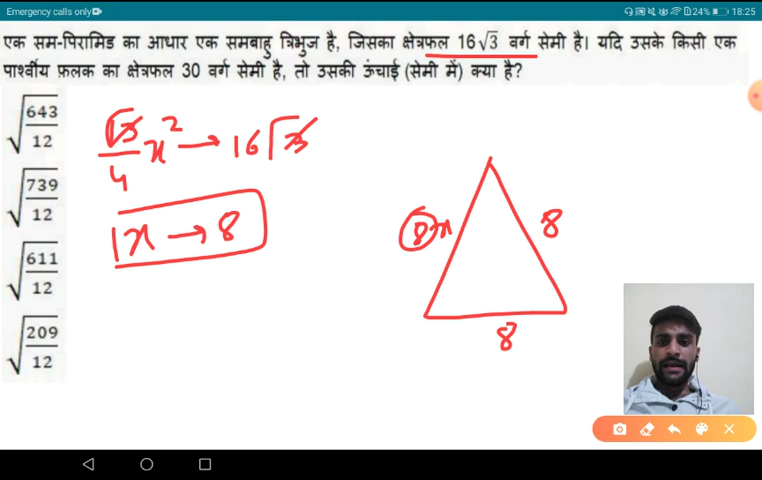 Emergency calls only 24% 18:25
एक सम-पिरामिड का आधार एक समबाहु त्रिभुज है, जिसका क्षेत्रफल 16√3 वर्ग सेमी है। यदि उसके किसी एक
पार्श्वीय फ़लक का क्षेत्रफल 30 वर्ग सेमी है, तो उसकी ऊंचाई (सेमी में) क्या है?
√(643/12)
√(739/12)
√(611/12)
√(209/12)
√3/4 x² → 16√3
x → 8
8 x
8
8